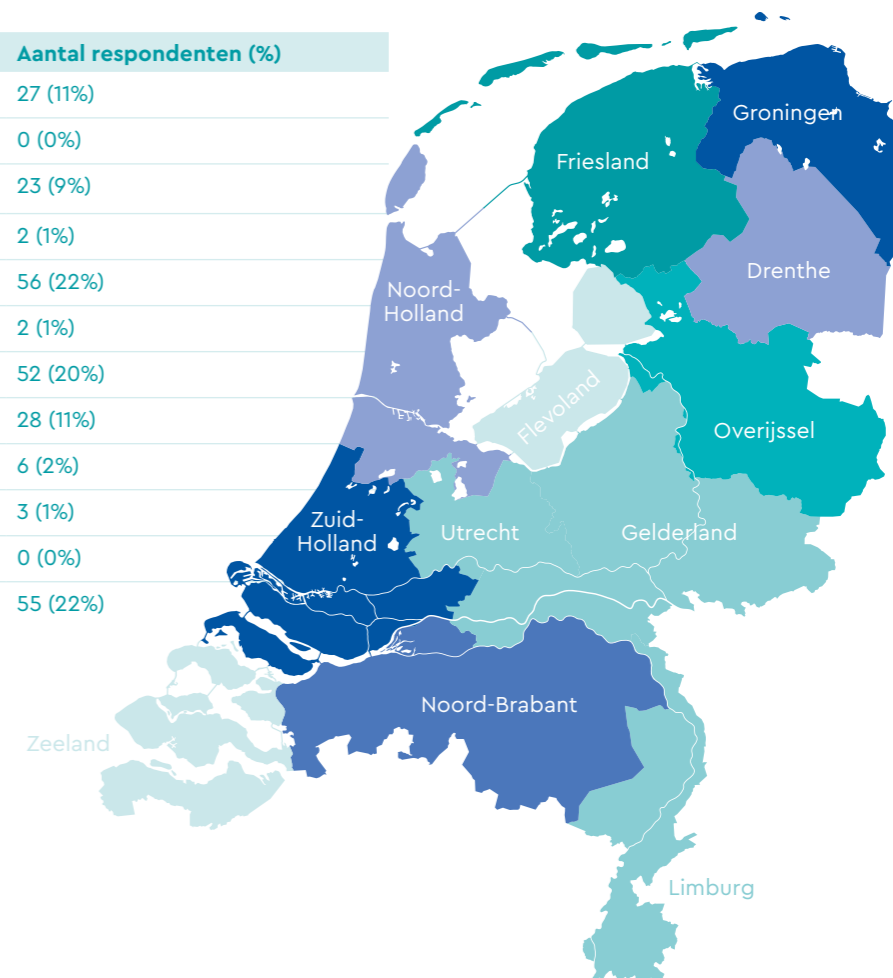 Aantal respondenten (%)
27 (11%)
0 (0%)
23 (9%)
2 (1%)
56 (22%)
2 (1%)
52 (20%)
28 (11%)
6 (2%)
3 (1%)
0 (0%)
55 (22%)
Groningen
Friesland
Drenthe
Noord-
Holland
Flevoland
Overijssel
Zuid-
Holland
Utrecht
Gelderland
Noord-Brabant
Zeeland
Limburg